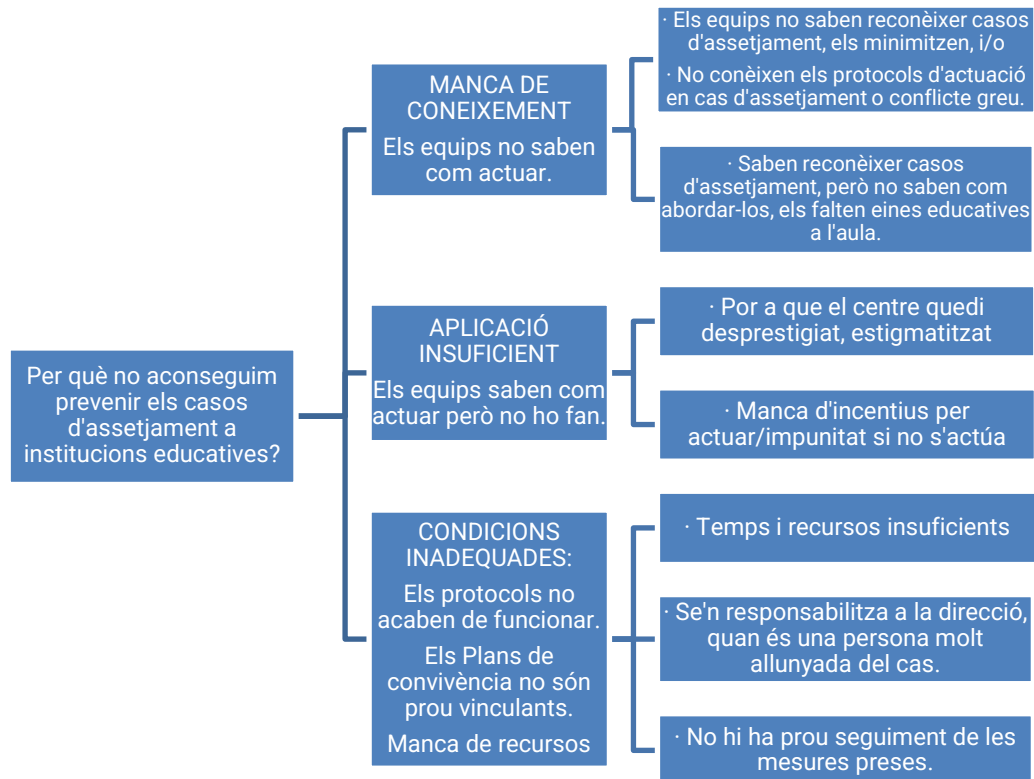 Per què no aconseguim
prevenir els casos
d'assetjament a
institucions educatives?
MANCA DE
CONEIXEMENT
Els equips no saben
com actuar.
· Els equips no saben reconèixer casos
d'assetjament, els minimitzen, i/o
· No conèixen els protocols d'actuació
en cas d'assetjament o conflicte greu.
· Saben reconèixer casos
d'assetjament, però no saben com
abordar-los, els falten eines educatives
a l'aula.
APLICACIÓ
INSUFICIENT
Els equips saben com
actuar però no ho fan.
· Por a que el centre quedi
desprestigiat, estigmatitzat
· Manca d'incentius per
actuar/impunitat si no s'actúa
CONDICIONS
INADEQUADES:
Els protocols no
acaben de funcionar.
Els Plans de
convivència no són
prou vinculants.
Manca de recursos
· Temps i recursos insuficients
· Se'n responsabilitza a la direcció,
quan és una persona molt
allunyada del cas.
· No hi ha prou seguiment de les
mesures preses.